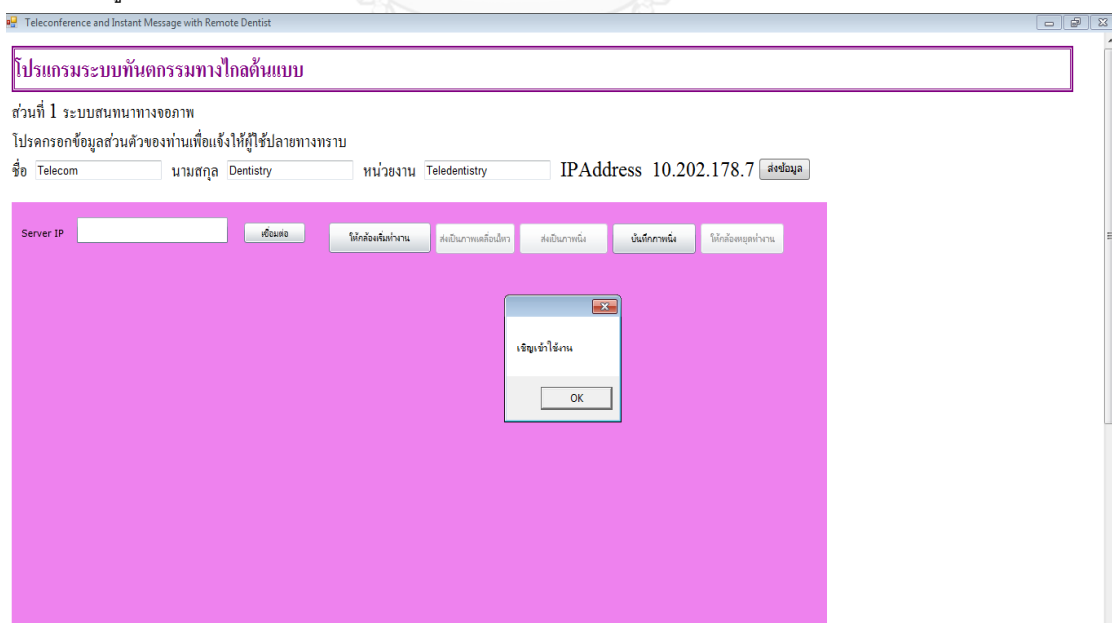 Teleconference and Instant Message with Remote Dentist
โปรแกรมระบบทันตกรรมทางไกลต้นแบบ
ส่วนที่ 1 ระบบสนทนาทางจอภาพ
โปรดกรอกข้อมูลส่วนตัวของท่านเพื่อแจ้งให้ผู้ใช้ปลายทางทราบ
ชื่อ Telecom นามสกุล Dentistry หน่วยงาน Teledentistry IPAddress 10.202.178.7 ส่งข้อมูล
Server IP เชื่อมต่อ ให้กล้องเริ่มทำงาน ส่งเป็นภาพเคลื่อนไหว ส่งเป็นภาพนิ่ง บันทึกภาพนิ่ง ให้กล้องหยุดทำงาน
เชิญเข้าใช้งาน
OK